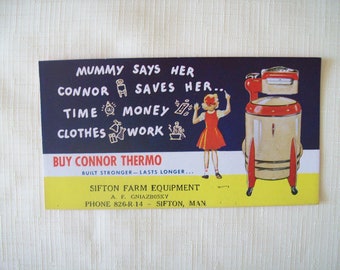 MUMMY SAYS HER
CONNOR SAVES HER..
TIME MONEY
CLOTHES WORK
BUY CONNOR THERMO
BUILT STRONGER — LASTS LONGER...
SIFTON FARM EQUIPMENT
A. F. GNIAZDISKY
PHONE 826-R-14 - SIFTON, MAN